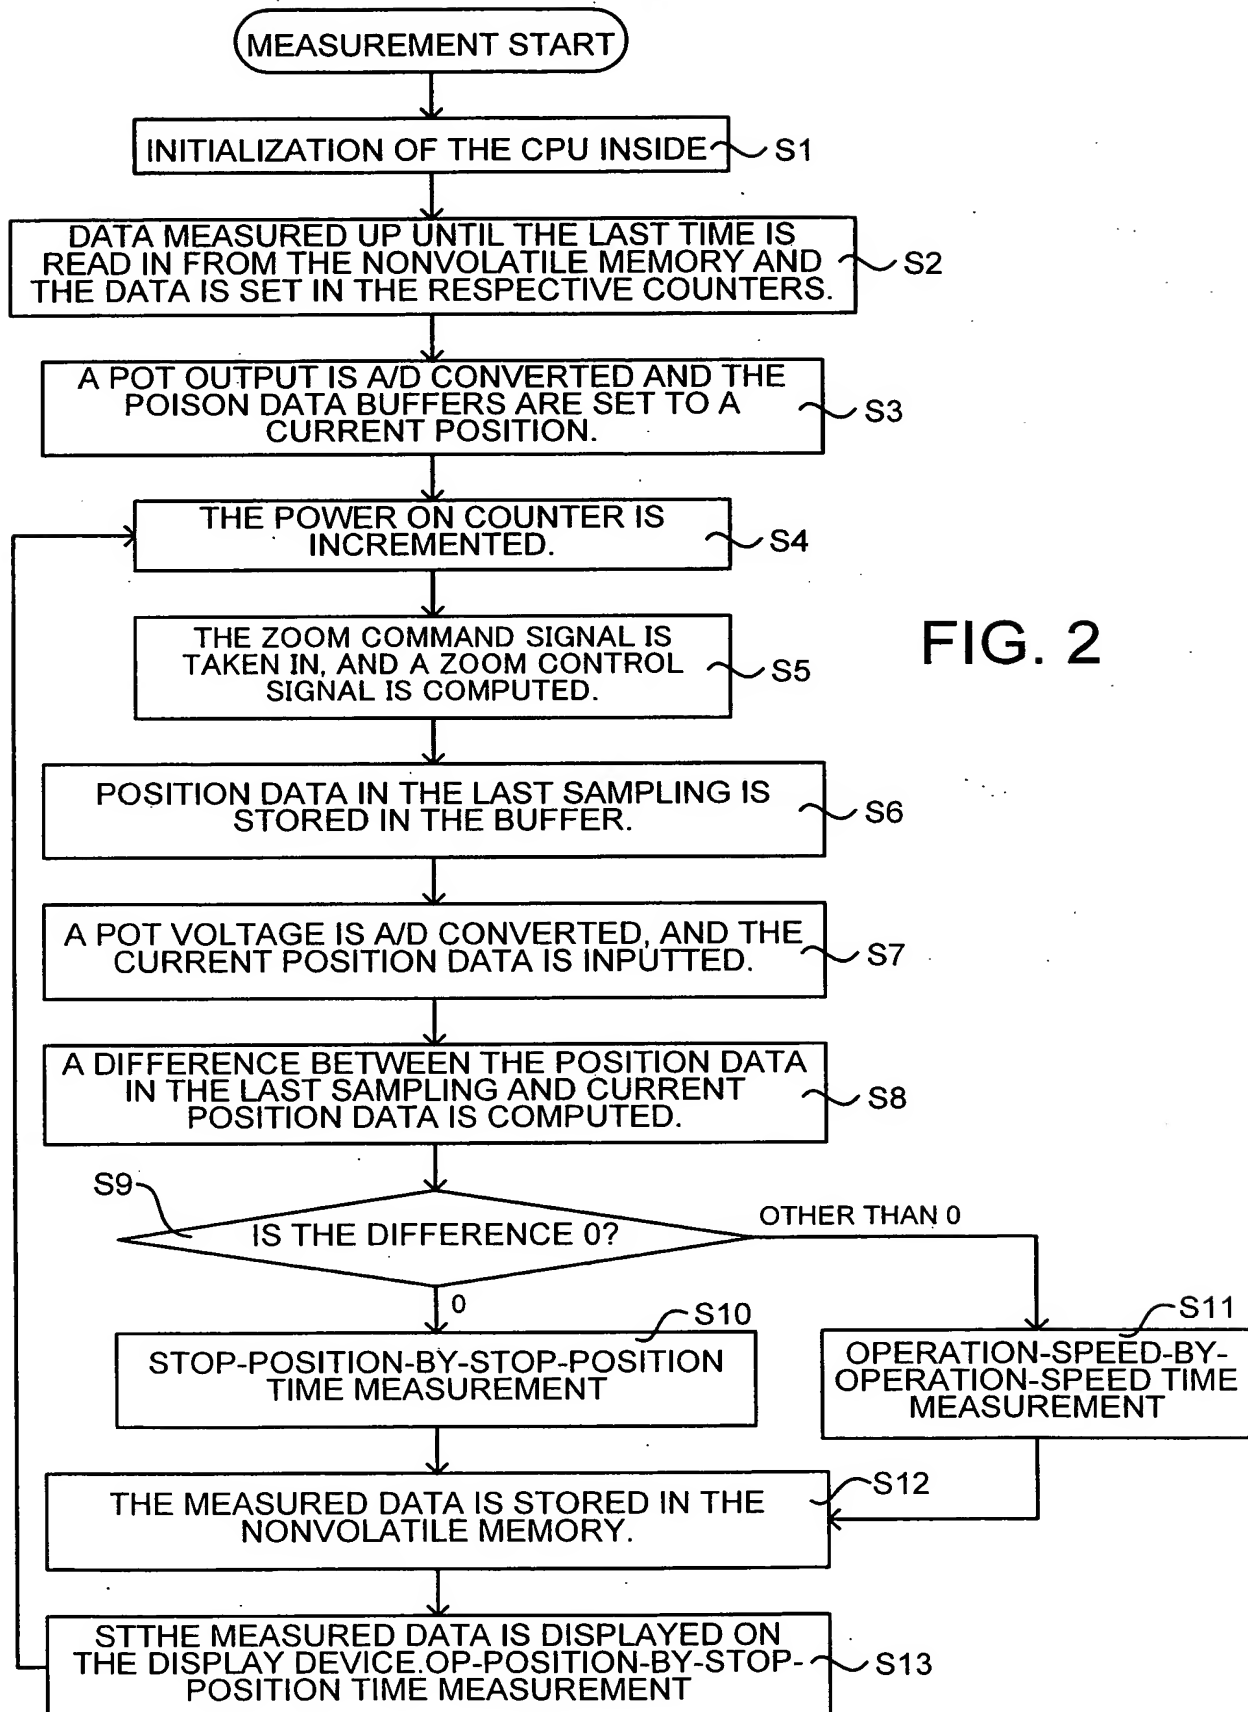 MEASUREMENT START
INITIALIZATION OF THE CPU INSIDE
S1
DATA MEASURED UP UNTIL THE LAST TIME IS
READ IN FROM THE NONVOLATILE MEMORY AND
THE DATA IS SET IN THE RESPECTIVE COUNTERS.
S2
A POT OUTPUT IS A/D CONVERTED AND THE
POISON DATA BUFFERS ARE SET TO A
CURRENT POSITION.
S3
THE POWER ON COUNTER IS
INCREMENTED.
S4
THE ZOOM COMMAND SIGNAL IS
TAKEN IN, AND A ZOOM CONTROL
SIGNAL IS COMPUTED.
S5
FIG. 2
POSITION DATA IN THE LAST SAMPLING IS
STORED IN THE BUFFER.
S6
A POT VOLTAGE IS A/D CONVERTED, AND THE
CURRENT POSITION DATA IS INPUTTED.
S7
A DIFFERENCE BETWEEN THE POSITION DATA
IN THE LAST SAMPLING AND CURRENT
POSITION DATA IS COMPUTED.
S8
S9
IS THE DIFFERENCE 0?
OTHER THAN 0
0
S10
STOP-POSITION-BY-STOP-POSITION
TIME MEASUREMENT
S11
OPERATION-SPEED-BY-
OPERATION-SPEED TIME
MEASUREMENT
S12
THE MEASURED DATA IS STORED IN THE
NONVOLATILE MEMORY.
STTHE MEASURED DATA IS DISPLAYED ON
THE DISPLAY DEVICE.OP-POSITION-BY-STOP-
POSITION TIME MEASUREMENT
S13